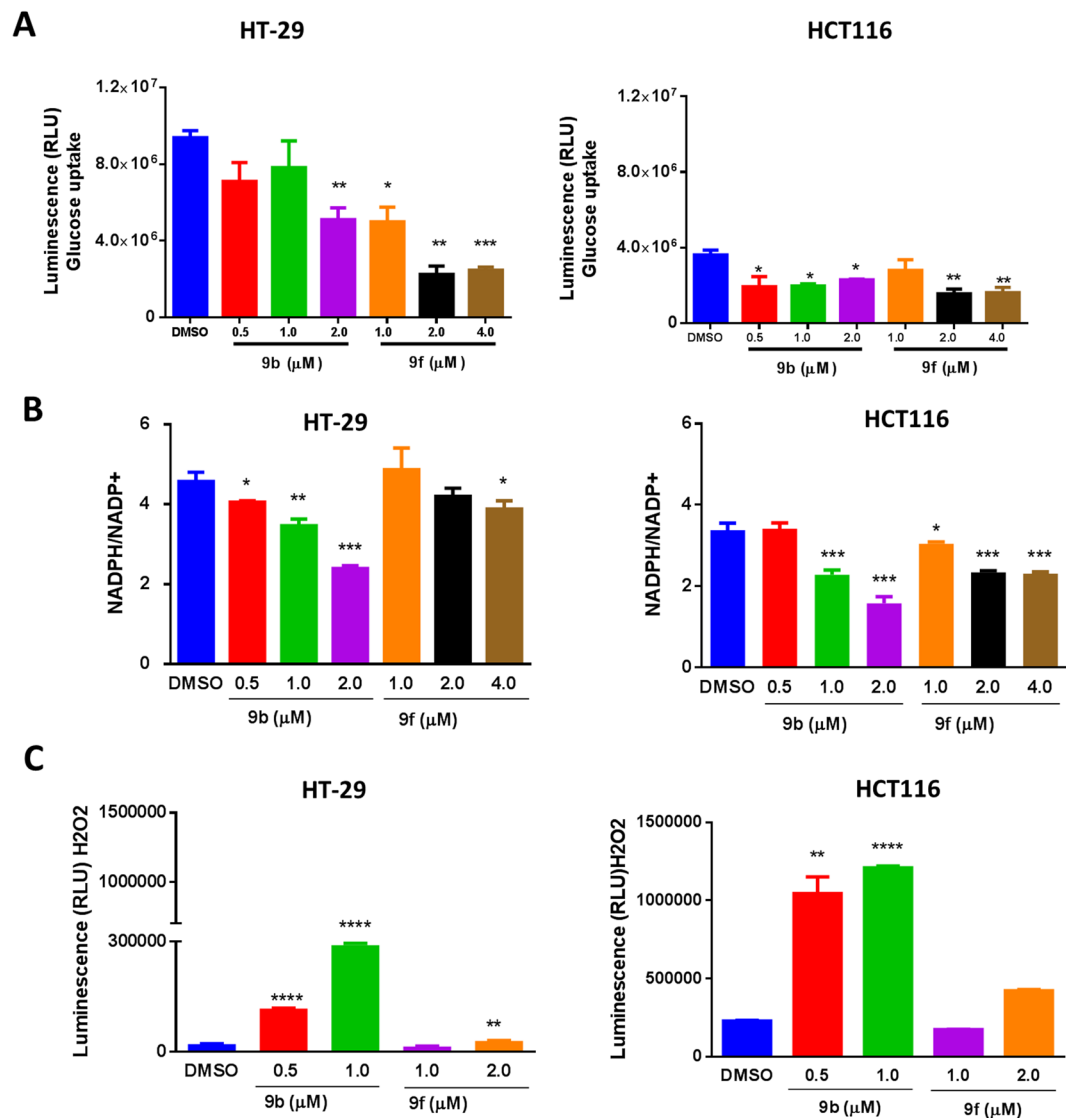 A
HT-29
HCT116
Luminescence (RLU)
Glucose uptake
1.2×10⁷
8.0×10⁶
4.0×10⁶
0
** * ** ***
DMSO 0.5 1.0 2.0 1.0 2.0 4.0
9b (μM) 9f (μM)
Luminescence (RLU)
Glucose uptake
1.2×10⁷
8.0×10⁶
4.0×10⁶
0
* * * ** **
DMSO 0.5 1.0 2.0 1.0 2.0 4.0
9b (μM) 9f (μM)
B
HT-29
HCT116
NADPH/NADP+
6
4
2
0
* ** *** *
DMSO 0.5 1.0 2.0 1.0 2.0 4.0
9b (μM) 9f (μM)
NADPH/NADP+
6
4
2
0
*** *** * *** ***
DMSO 0.5 1.0 2.0 1.0 2.0 4.0
9b (μM) 9f (μM)
C
HT-29
HCT116
Luminescence (RLU) H2O2
1500000
1000000
300000
0
**** **** **
DMSO 0.5 1.0 1.0 2.0
9b (μM) 9f (μM)
Luminescence (RLU)H2O2
1500000
1000000
500000
0
** ****
DMSO 0.5 1.0 1.0 2.0
9b (μM) 9f (μM)